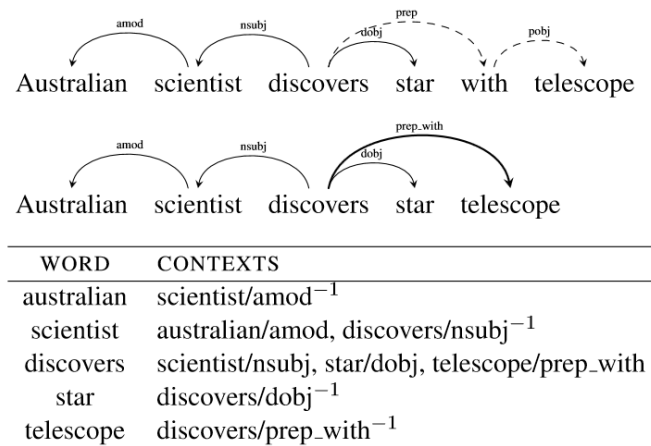 amod nsubj dobj prep pobj
Australian scientist discovers star with telescope
amod nsubj dobj prep_with
Australian scientist discovers star telescope
WORD CONTEXTS
australian scientist/amod⁻¹
scientist australian/amod, discovers/nsubj⁻¹
discovers scientist/nsubj, star/dobj, telescope/prep_with
star discovers/dobj⁻¹
telescope discovers/prep_with⁻¹